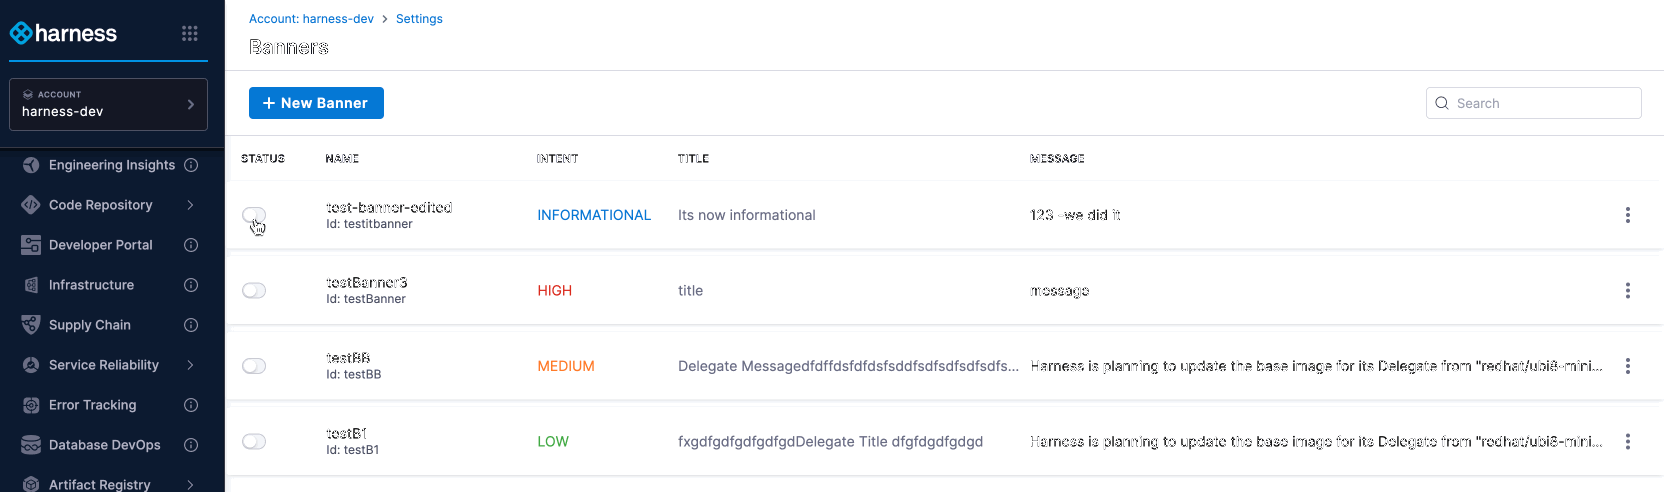 harness
ACCOUNT
harness-dev
Engineering Insights
Code Repository
Developer Portal
Infrastructure
Supply Chain
Service Reliability
Error Tracking
Database DevOps
Artifact Registry
Account: harness-dev > Settings
Banners
+ New Banner
Search
STATUS NAME INTENT TITLE MESSAGE
test-banner-edited
Id: testitbanner
INFORMATIONAL
Its now informational
123 -we did it
testBanner3
Id: testBanner
HIGH
title
message
testBB
Id: testBB
MEDIUM
Delegate Messagedfdffdsfdfdsfsddfsdfsdfsdfsdfs...
Harness is planning to update the base image for its Delegate from "redhat/ubi8-mini...
testB1
Id: testB1
LOW
fxgdfgdfgdfgdfgdDelegate Title dfgfdgdfgdgd
Harness is planning to update the base image for its Delegate from "redhat/ubi8-mini...